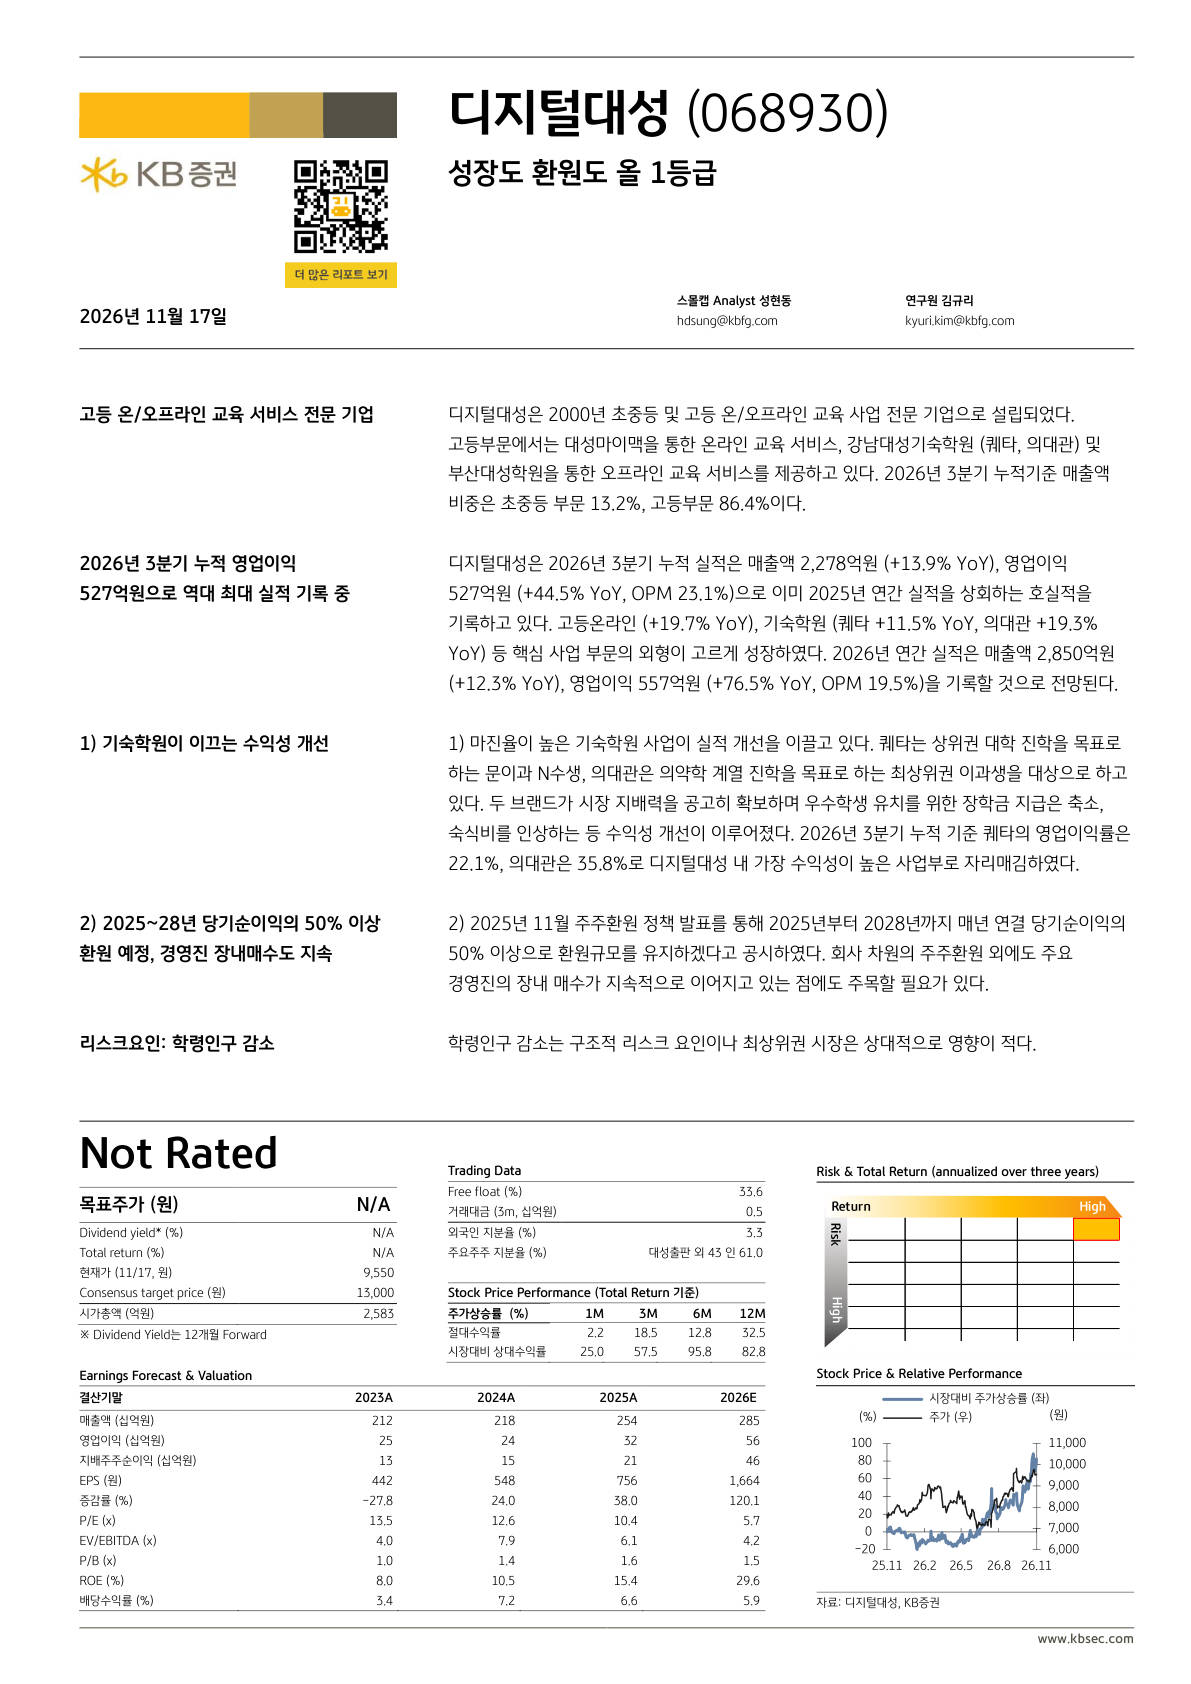 디지털대성 (068930)
성장도 환원도 올 1등급
KB증권
더 많은 리포트 보기
2026년 11월 17일
스몰캡 Analyst 성현동
hdsung@kbfg.com
연구원 김규리
kyuri.kim@kbfg.com
고등 온/오프라인 교육 서비스 전문 기업
디지털대성은 2000년 초중등 및 고등 온/오프라인 교육 사업 전문 기업으로 설립되었다.
고등부문에서는 대성마이맥을 통한 온라인 교육 서비스, 강남대성기숙학원 (퀘타, 의대관) 및
부산대성학원을 통한 오프라인 교육 서비스를 제공하고 있다. 2026년 3분기 누적기준 매출액
비중은 초중등 부문 13.2%, 고등부문 86.4%이다.
2026년 3분기 누적 영업이익
527억원으로 역대 최대 실적 기록 중
디지털대성은 2026년 3분기 누적 실적은 매출액 2,278억원 (+13.9% YoY), 영업이익
527억원 (+44.5% YoY, OPM 23.1%)으로 이미 2025년 연간 실적을 상회하는 호실적을
기록하고 있다. 고등온라인 (+19.7% YoY), 기숙학원 (퀘타 +11.5% YoY, 의대관 +19.3%
YoY) 등 핵심 사업 부문의 외형이 고르게 성장하였다. 2026년 연간 실적은 매출액 2,850억원
(+12.3% YoY), 영업이익 557억원 (+76.5% YoY, OPM 19.5%)을 기록할 것으로 전망된다.
1) 기숙학원이 이끄는 수익성 개선
1) 마진율이 높은 기숙학원 사업이 실적 개선을 이끌고 있다. 퀘타는 상위권 대학 진학을 목표로
하는 문이과 N수생, 의대관은 의약학 계열 진학을 목표로 하는 최상위권 이과생을 대상으로 하고
있다. 두 브랜드가 시장 지배력을 공고히 확보하며 우수학생 유치를 위한 장학금 지급은 축소,
숙식비를 인상하는 등 수익성 개선이 이루어졌다. 2026년 3분기 누적 기준 퀘타의 영업이익률은
22.1%, 의대관은 35.8%로 디지털대성 내 가장 수익성이 높은 사업부로 자리매김하였다.
2) 2025~28년 당기순이익의 50% 이상
환원 예정, 경영진 장내매수도 지속
2) 2025년 11월 주주환원 정책 발표를 통해 2025년부터 2028년까지 매년 연결 당기순이익의
50% 이상으로 환원규모를 유지하겠다고 공시하였다. 회사 차원의 주주환원 외에도 주요
경영진의 장내 매수가 지속적으로 이어지고 있는 점에도 주목할 필요가 있다.
리스크요인: 학령인구 감소
학령인구 감소는 구조적 리스크 요인이나 최상위권 시장은 상대적으로 영향이 적다.
Not Rated
목표주가 (원) N/A
Dividend yield* (%) N/A
Total return (%) N/A
현재가 (11/17, 원) 9,550
Consensus target price (원) 13,000
시가총액 (억원) 2,583
※ Dividend Yield는 12개월 Forward
Trading Data
Free float (%) 33.6
거래대금 (3m, 십억원) 0.5
외국인 지분율 (%) 3.3
주요주주 지분율 (%) 대성출판 외 43 인 61.0
Stock Price Performance (Total Return 기준)
주가상승률 (%) 1M 3M 6M 12M
절대수익률 2.2 18.5 12.8 32.5
시장대비 상대수익률 25.0 57.5 95.8 82.8
Risk & Total Return (annualized over three years)
Return High
Risk
High
Earnings Forecast & Valuation
결산기말 2023A 2024A 2025A 2026E
매출액 (십억원) 212 218 254 285
영업이익 (십억원) 25 24 32 56
지배주주순이익 (십억원) 13 15 21 46
EPS (원) 442 548 756 1,664
증감률 (%) -27.8 24.0 38.0 120.1
P/E (x) 13.5 12.6 10.4 5.7
EV/EBITDA (x) 4.0 7.9 6.1 4.2
P/B (x) 1.0 1.4 1.6 1.5
ROE (%) 8.0 10.5 15.4 29.6
배당수익률 (%) 3.4 7.2 6.6 5.9
Stock Price & Relative Performance
시장대비 주가상승률 (좌)
(%) 주가 (우) (원)
100 11,000
80 10,000
60 9,000
40 8,000
20 7,000
0 6,000
-20
25.11 26.2 26.5 26.8 26.11
자료: 디지털대성, KB증권
www.kbsec.com